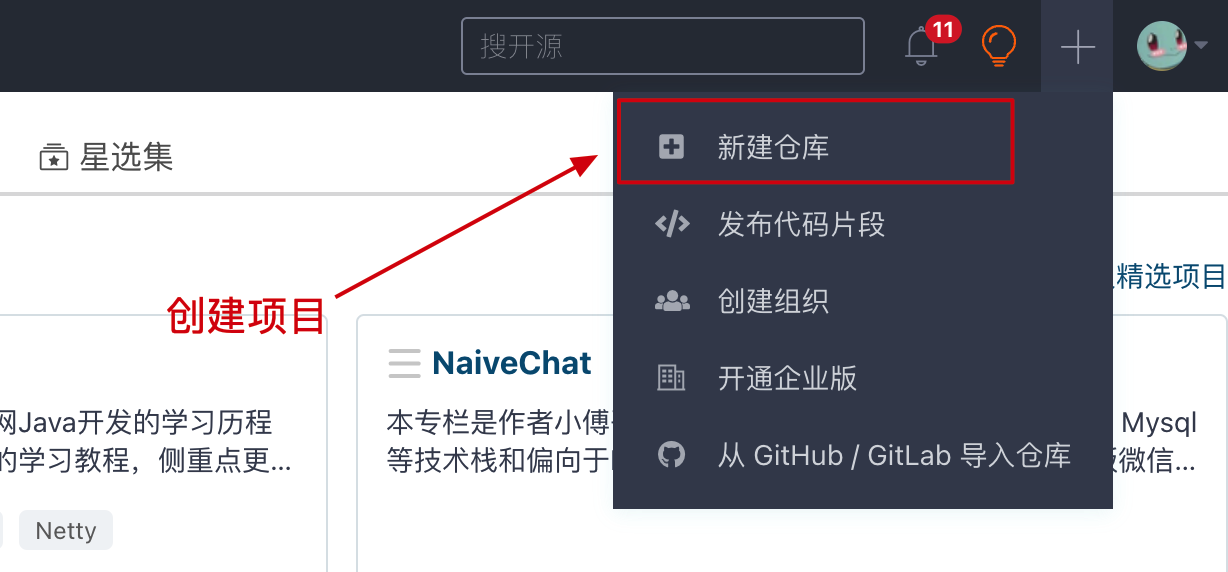 搜开源
11
新建仓库
星选集
发布代码片段
精选项目
创建组织
创建项目
NaiveChat
开通企业版
网Java开发的学习历程
的学习教程，侧重点更...
本专栏是作者小傅
Mysql
等技术栈和偏向于
微信...
从 GitHub / GitLab 导入仓库
Netty